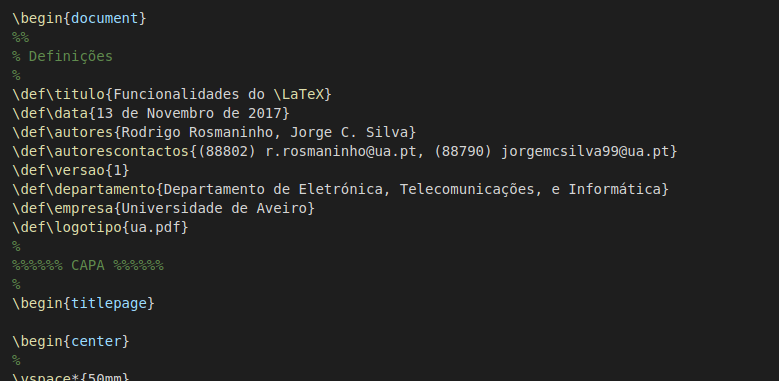 \begin{document}
%%
% Definições
%
\def\titulo{Funcionalidades do \LaTeX}
\def\data{13 de Novembro de 2017}
\def\autores{Rodrigo Rosmaninho, Jorge C. Silva}
\def\autorescontactos{(88802) r.rosmaninho@ua.pt, (88790) jorgemcsilva99@ua.pt}
\def\versao{1}
\def\departamento{Departamento de Eletrónica, Telecomunicações, e Informática}
\def\empresa{Universidade de Aveiro}
\def\logotipo{ua.pdf}
%
%%%%%% CAPA %%%%%%
%
\begin{titlepage}
\begin{center}
%
\vspace*{50mm}